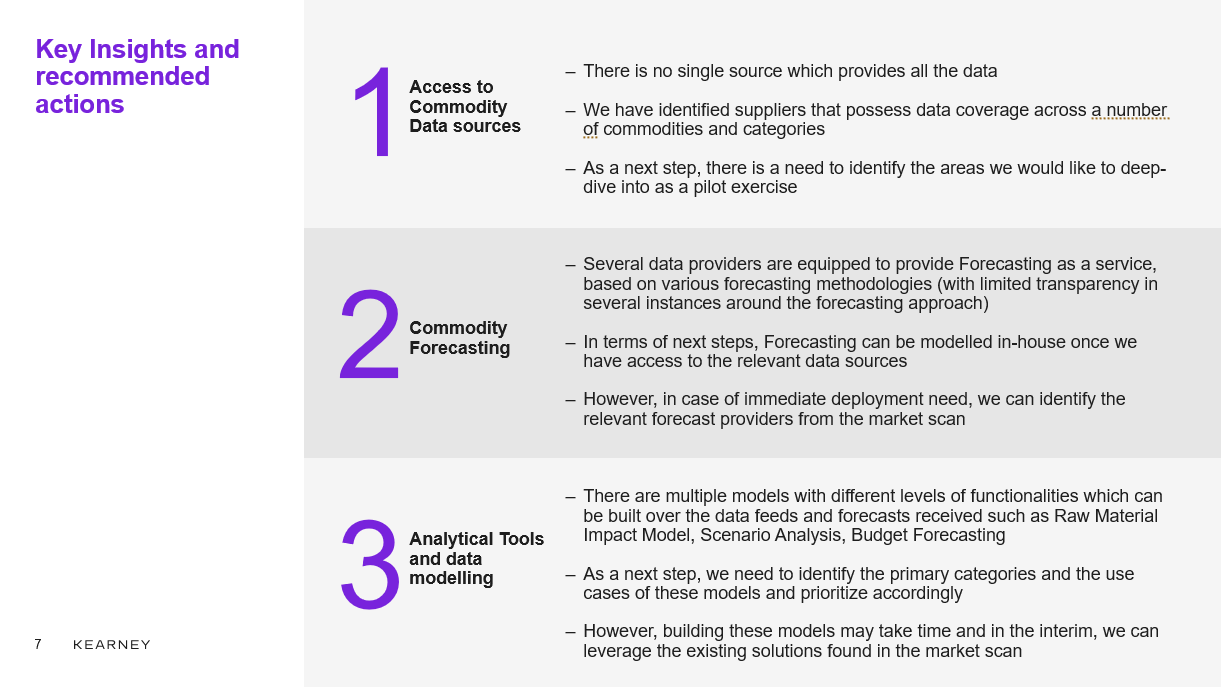 Key Insights and
recommended
actions
1
Access to
Commodity
Data sources
– There is no single source which provides all the data
– We have identified suppliers that possess data coverage across a number
of commodities and categories
– As a next step, there is a need to identify the areas we would like to deep-
dive into as a pilot exercise
2
Commodity
Forecasting
– Several data providers are equipped to provide Forecasting as a service,
based on various forecasting methodologies (with limited transparency in
several instances around the forecasting approach)
– In terms of next steps, Forecasting can be modelled in-house once we
have access to the relevant data sources
– However, in case of immediate deployment need, we can identify the
relevant forecast providers from the market scan
3
Analytical Tools
and data
modelling
– There are multiple models with different levels of functionalities which can
be built over the data feeds and forecasts received such as Raw Material
Impact Model, Scenario Analysis, Budget Forecasting
– As a next step, we need to identify the primary categories and the use
cases of these models and prioritize accordingly
– However, building these models may take time and in the interim, we can
leverage the existing solutions found in the market scan
7 KEARNEY